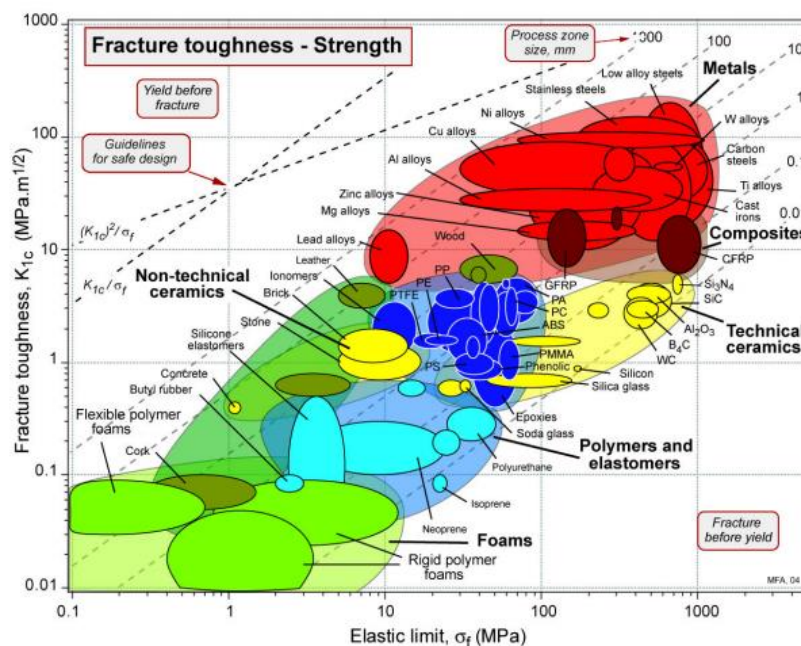 Fracture toughness - Strength
Process zone
size, mm
1000
100
10
Yield before
fracture
Guidelines
for safe design
Metals
Low alloy steels
Stainless steels
Ni alloys
W alloys
Cu alloys
Carbon
steels
Al alloys
Ti alloys
Zinc alloys
Mg alloys
Cast
irons
(K1c)²/σf
K1c/σf
Composites
Lead alloys
Wood
GFRP
CFRP
Leather
Non-technical
ceramics
Ionomers
PP
PE
PTFE
PA
PC
Si3N4
SiC
Brick
Stone
ABS
Al2O3
Technical
ceramics
B4C
WC
Silicone
elastomers
Concrete
Butyl rubber
PS
PMMA
Phenolic
Silicon
Silica glass
Flexible polymer
foams
Epoxies
Soda glass
Cork
Polymers and
elastomers
Polyurethane
Isoprene
Neoprene
Foams
Rigid polymer
foams
Fracture
before yield
MFA, 04
Fracture toughness, K1c (MPa.m1/2)
1000
100
10
1
0.1
0.01
0.1
1
10
100
1000
Elastic limit, σf (MPa)